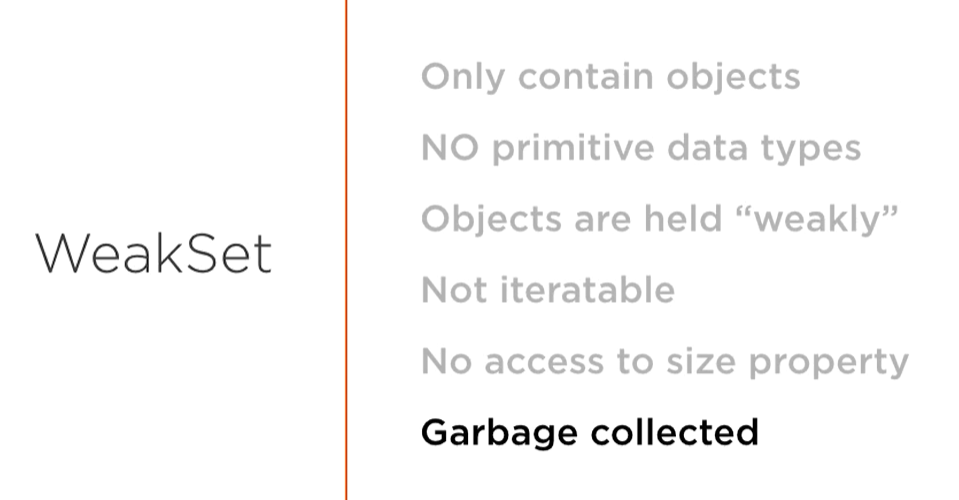 WeakSet
Only contain objects
NO primitive data types
Objects are held “weakly”
Not iteratable
No access to size property
Garbage collected